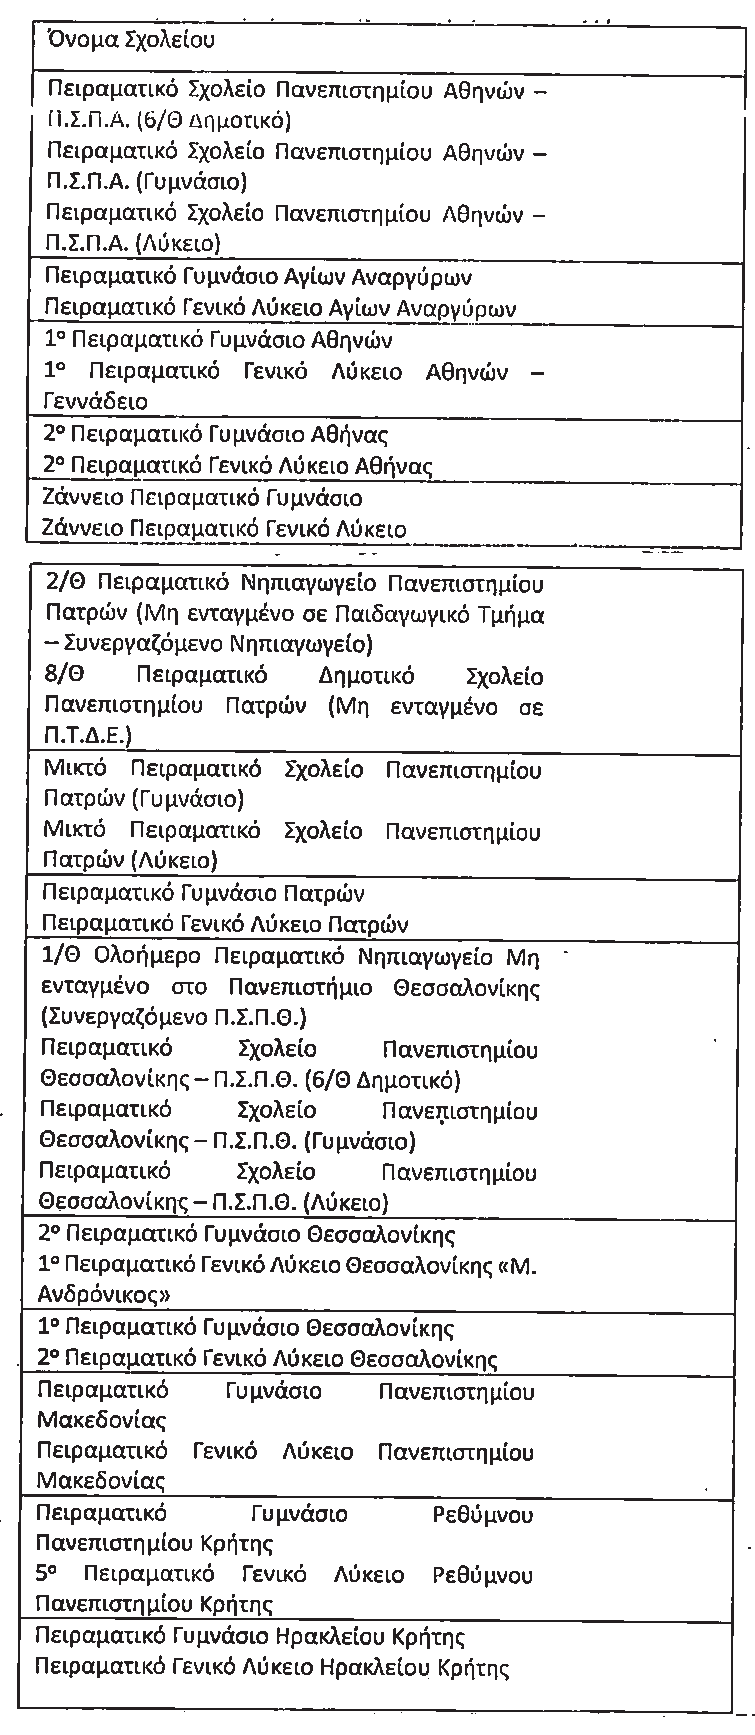 Όνομα Σχολείου
Πειραματικό Σχολείο Πανεπιστημίου Αθηνών –
Π.Σ.Π.Α. (6/Θ Δημοτικό)
Πειραματικό Σχολείο Πανεπιστημίου Αθηνών –
Π.Σ.Π.Α. (Γυμνάσιο)
Πειραματικό Σχολείο Πανεπιστημίου Αθηνών –
Π.Σ.Π.Α. (Λύκειο)
Πειραματικό Γυμνάσιο Αγίων Αναργύρων
Πειραματικό Γενικό Λύκειο Αγίων Αναργύρων
1ο Πειραματικό Γυμνάσιο Αθηνών
1ο Πειραματικό Γενικό Λύκειο Αθηνών –
Γεννάδειο
2ο Πειραματικό Γυμνάσιο Αθήνας
2ο Πειραματικό Γενικό Λύκειο Αθήνας
Ζάννειο Πειραματικό Γυμνάσιο
Ζάννειο Πειραματικό Γενικό Λύκειο
2/Θ Πειραματικό Νηπιαγωγείο Πανεπιστημίου
Πατρών (Μη ενταγμένο σε Παιδαγωγικό Τμήμα
– Συνεργαζόμενο Νηπιαγωγείο)
8/Θ Πειραματικό Δημοτικό Σχολείο
Πανεπιστημίου Πατρών (Μη ενταγμένο σε
Π.Τ.Δ.Ε.)
Μικτό Πειραματικό Σχολείο Πανεπιστημίου
Πατρών (Γυμνάσιο)
Μικτό Πειραματικό Σχολείο Πανεπιστημίου
Πατρών (Λύκειο)
Πειραματικό Γυμνάσιο Πατρών
Πειραματικό Γενικό Λύκειο Πατρών
1/Θ Ολοήμερο Πειραματικό Νηπιαγωγείο Μη
ενταγμένο στο Πανεπιστήμιο Θεσσαλονίκης
(Συνεργαζόμενο Π.Σ.Π.Θ.)
Πειραματικό Σχολείο Πανεπιστημίου
Θεσσαλονίκης – Π.Σ.Π.Θ. (6/Θ Δημοτικό)
Πειραματικό Σχολείο Πανεπιστημίου
Θεσσαλονίκης – Π.Σ.Π.Θ. (Γυμνάσιο)
Πειραματικό Σχολείο Πανεπιστημίου
Θεσσαλονίκης – Π.Σ.Π.Θ. (Λύκειο)
2ο Πειραματικό Γυμνάσιο Θεσσαλονίκης
1ο Πειραματικό Γενικό Λύκειο Θεσσαλονίκης «Μ.
Ανδρόνικος»
1ο Πειραματικό Γυμνάσιο Θεσσαλονίκης
2ο Πειραματικό Γενικό Λύκειο Θεσσαλονίκης
Πειραματικό Γυμνάσιο Πανεπιστημίου
Μακεδονίας
Πειραματικό Γενικό Λύκειο Πανεπιστημίου
Μακεδονίας
Πειραματικό Γυμνάσιο Ρεθύμνου
Πανεπιστημίου Κρήτης
5ο Πειραματικό Γενικό Λύκειο Ρεθύμνου
Πανεπιστημίου Κρήτης
Πειραματικό Γυμνάσιο Ηρακλείου Κρήτης
Πειραματικό Γενικό Λύκειο Ηρακλείου Κρήτης